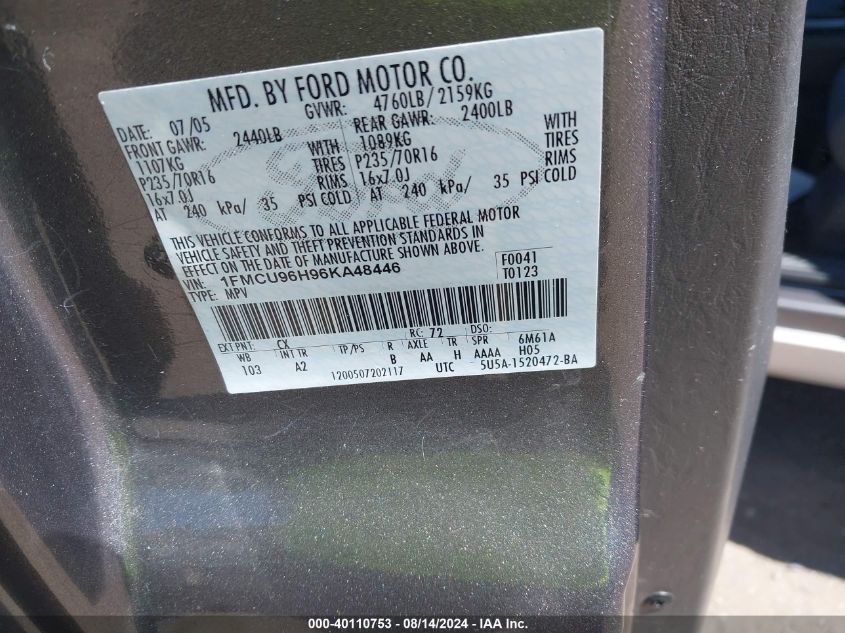 MFD. BY FORD MOTOR CO.
DATE: 07/05 GVWR: 4760LB/2159KG
FRONT GAWR: 2440LB REAR GAWR: 2400LB
1107KG WITH 1089KG WITH
P235/70R16 TIRES P235/70R16 TIRES
16x7.0J RIMS 16x7.0J RIMS
AT 240 kPa/ 35 PSI COLD AT 240 kPa/ 35 PSI COLD
THIS VEHICLE CONFORMS TO ALL APPLICABLE FEDERAL MOTOR
VEHICLE SAFETY AND THEFT PREVENTION STANDARDS IN
EFFECT ON THE DATE OF MANUFACTURE SHOWN ABOVE.
VIN: 1FMCU96H96KA48446 F0041
TYPE: MPV T0123
EXT PNT: CX RC: 72 DSO:
WB INT TR TP/PS R AXLE TR SPR 6M61A
103 A2 B AA H AAAA H05
1200507202117 UTC 5U5A-1520472-BA
000-40110753 - 08/14/2024 - IAA Inc.